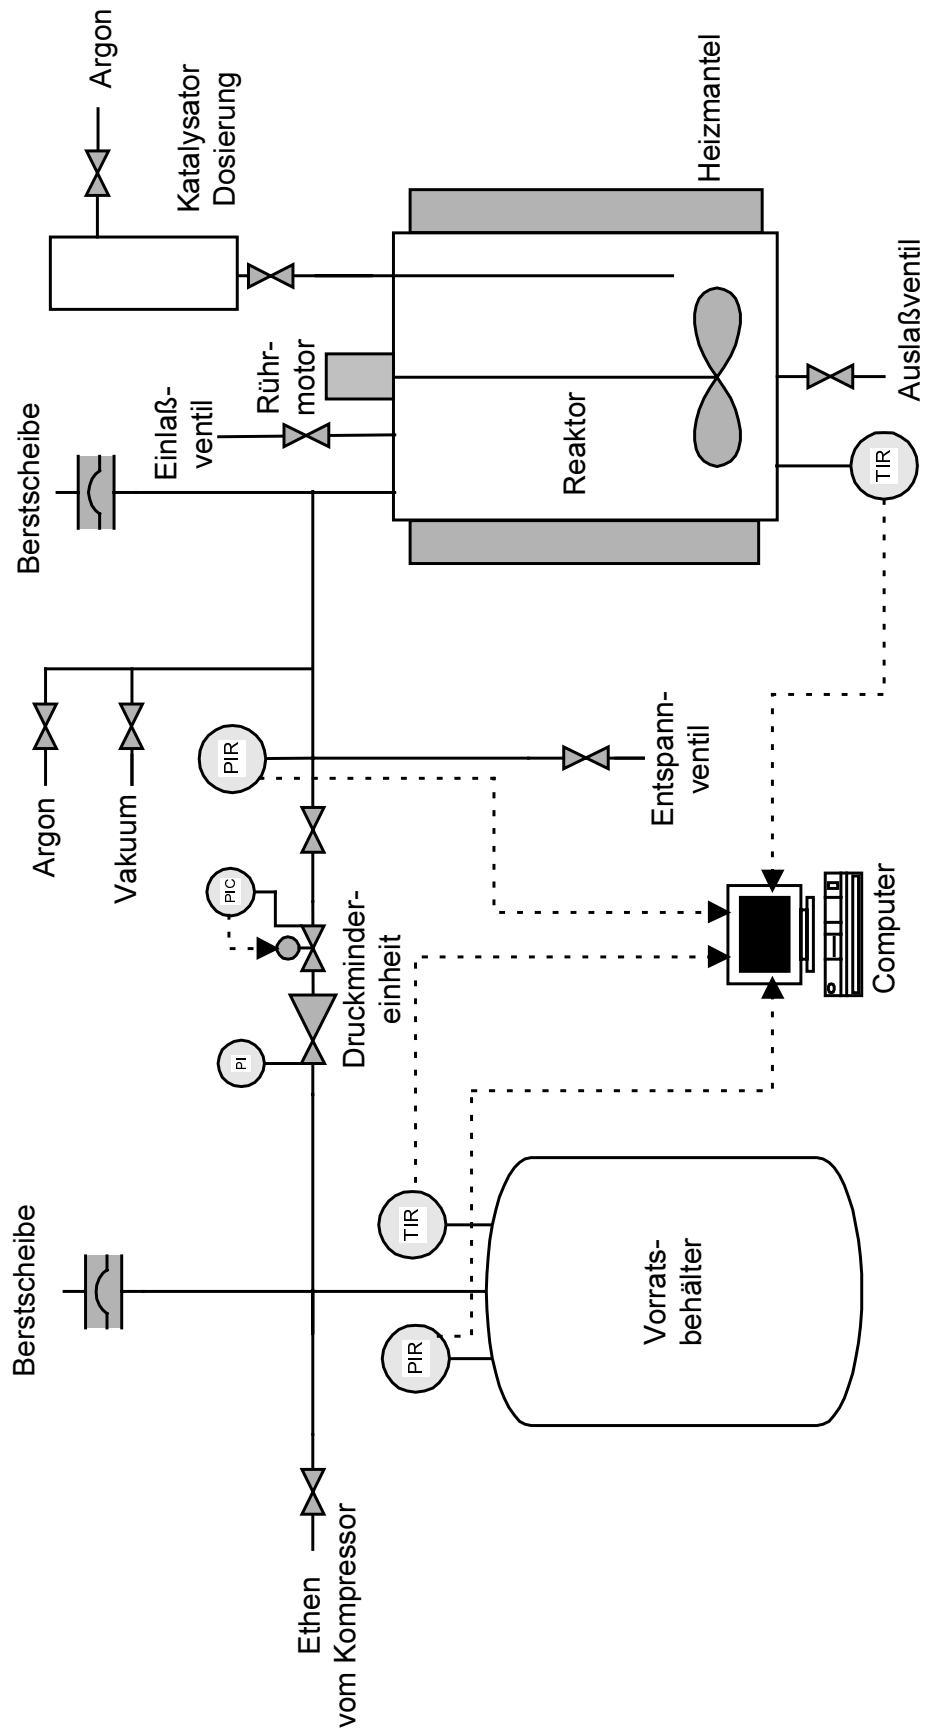 Berstscheibe
Argon
Vakuum
Berstscheibe
Einlaß-
ventil
Rühr-
motor
Katalysator
Dosierung
Argon
Ethen
vom Kompressor
PI
PIC
Druckminder-
einheit
PIR
Entspann-
ventil
PIR
TIR
Vorrats-
behälter
Computer
Reaktor
Heizmantel
TIR
Auslaßventil